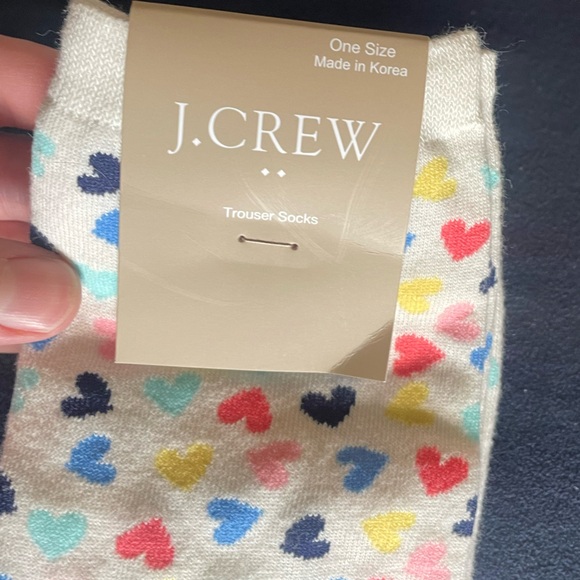 One Size
Made in Korea
J.CREW
Trouser Socks